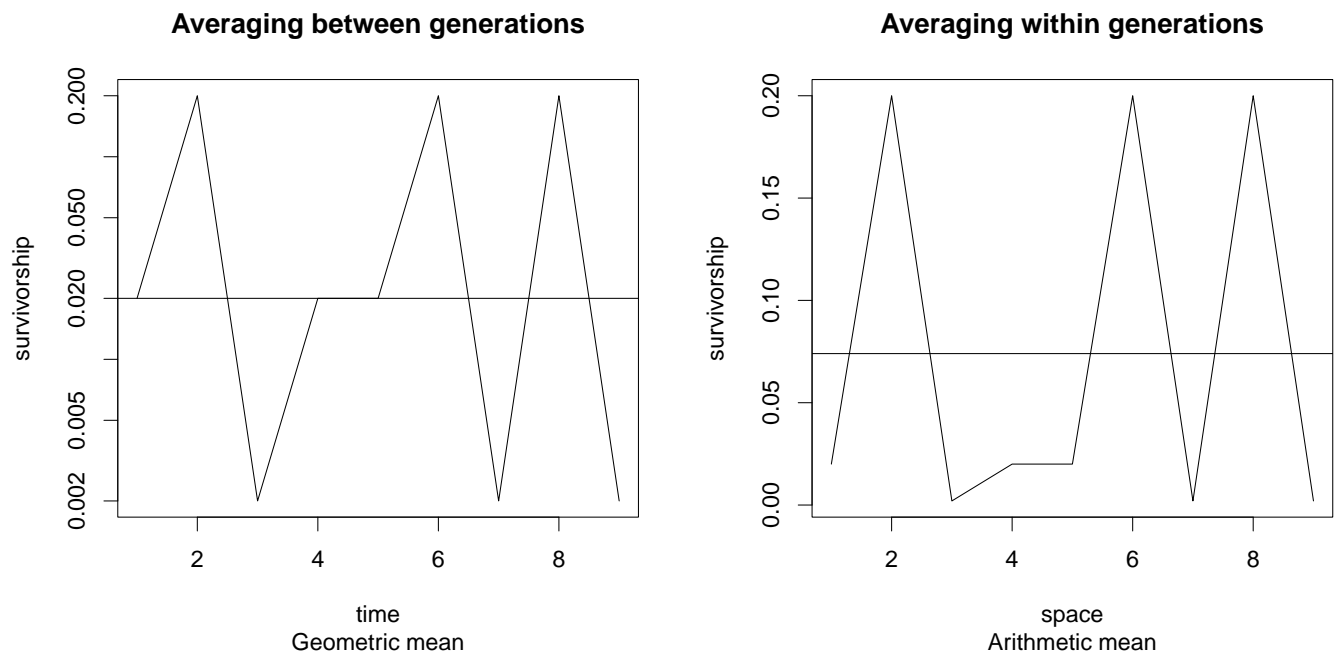 Averaging between generations
survivorship
0.200
0.050
0.020
0.005
0.002
2 4 6 8
time
Geometric mean
Averaging within generations
survivorship
0.20
0.15
0.10
0.05
0.00
2 4 6 8
space
Arithmetic mean